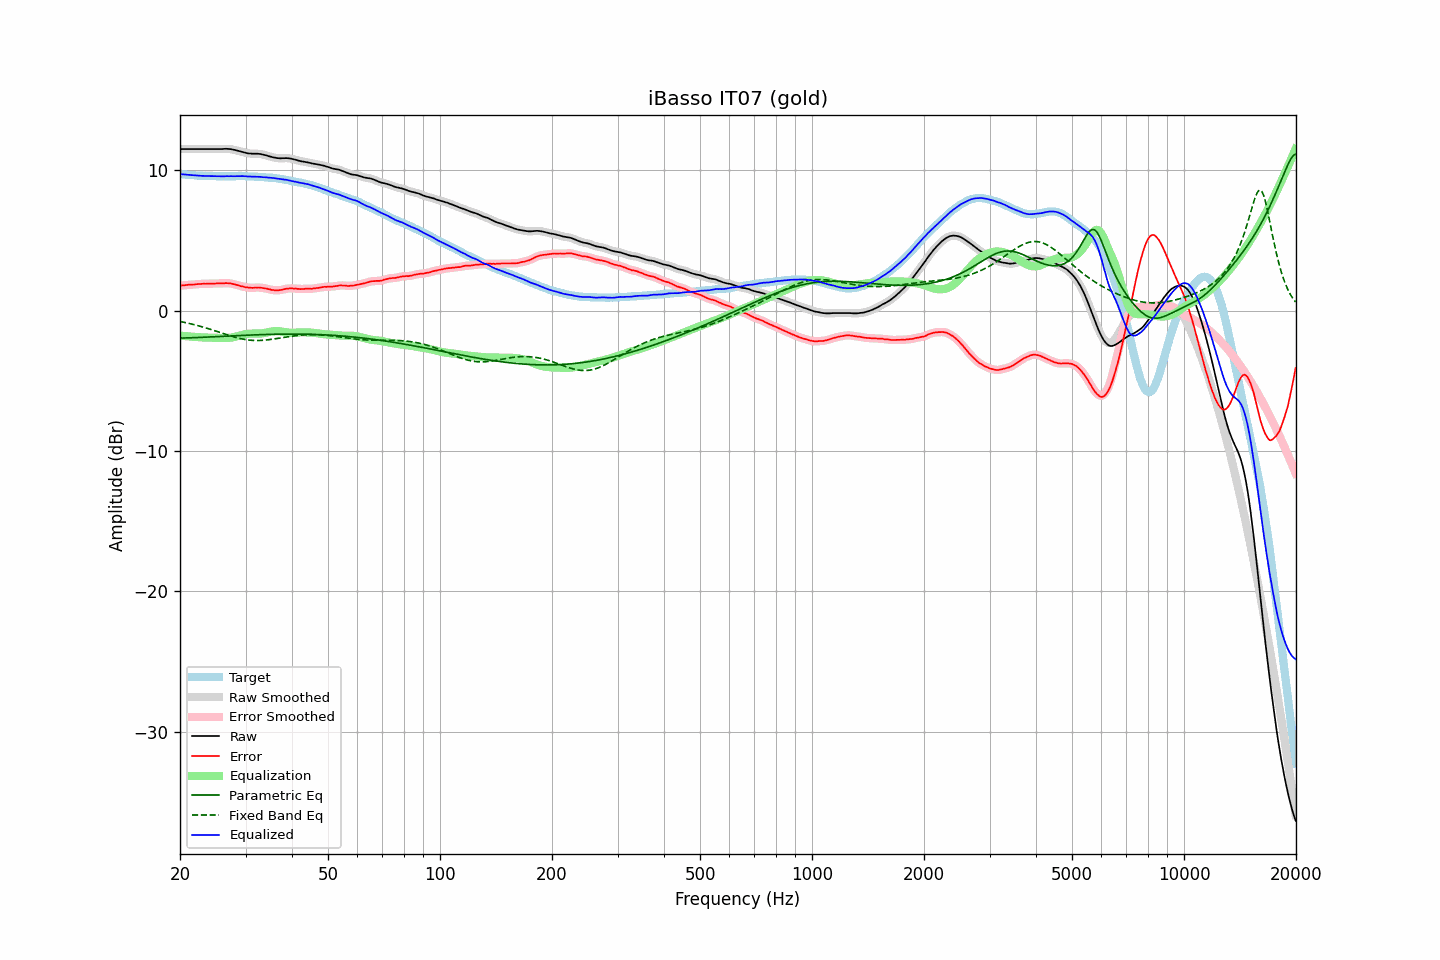 iBasso IT07 (gold)
Amplitude (dBr)
10
0
−10
−20
−30
Target
Raw Smoothed
Error Smoothed
Raw
Error
Equalization
Parametric Eq
Fixed Band Eq
Equalized
20 50 100 200 500 1000 2000 5000 10000 20000
Frequency (Hz)